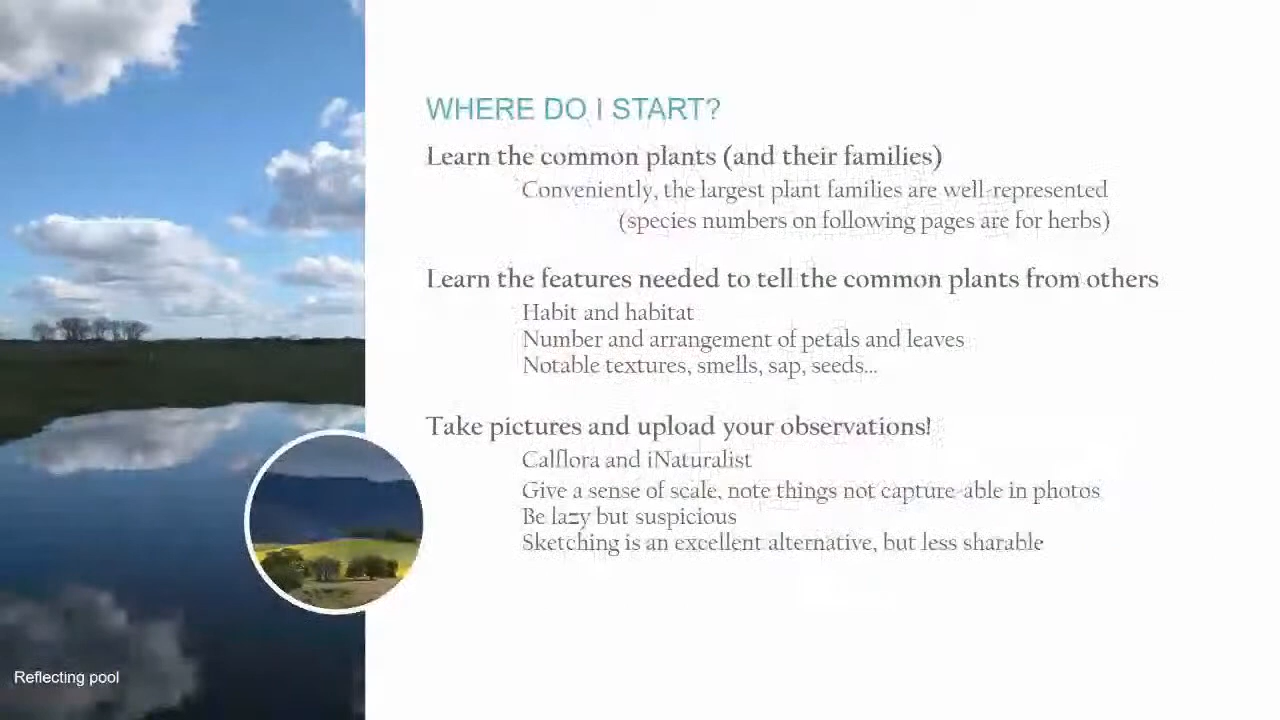 WHERE DO I START?
Learn the common plants (and their families)
Conveniently, the largest plant families are well-represented
(species numbers on following pages are for herbs)
Learn the features needed to tell the common plants from others
Habit and habitat
Number and arrangement of petals and leaves
Notable textures, smells, sap, seeds...
Take pictures and upload your observations!
Calflora and iNaturalist
Give a sense of scale, note things not capture-able in photos
Be lazy but suspicious
Sketching is an excellent alternative, but less sharable
Reflecting pool